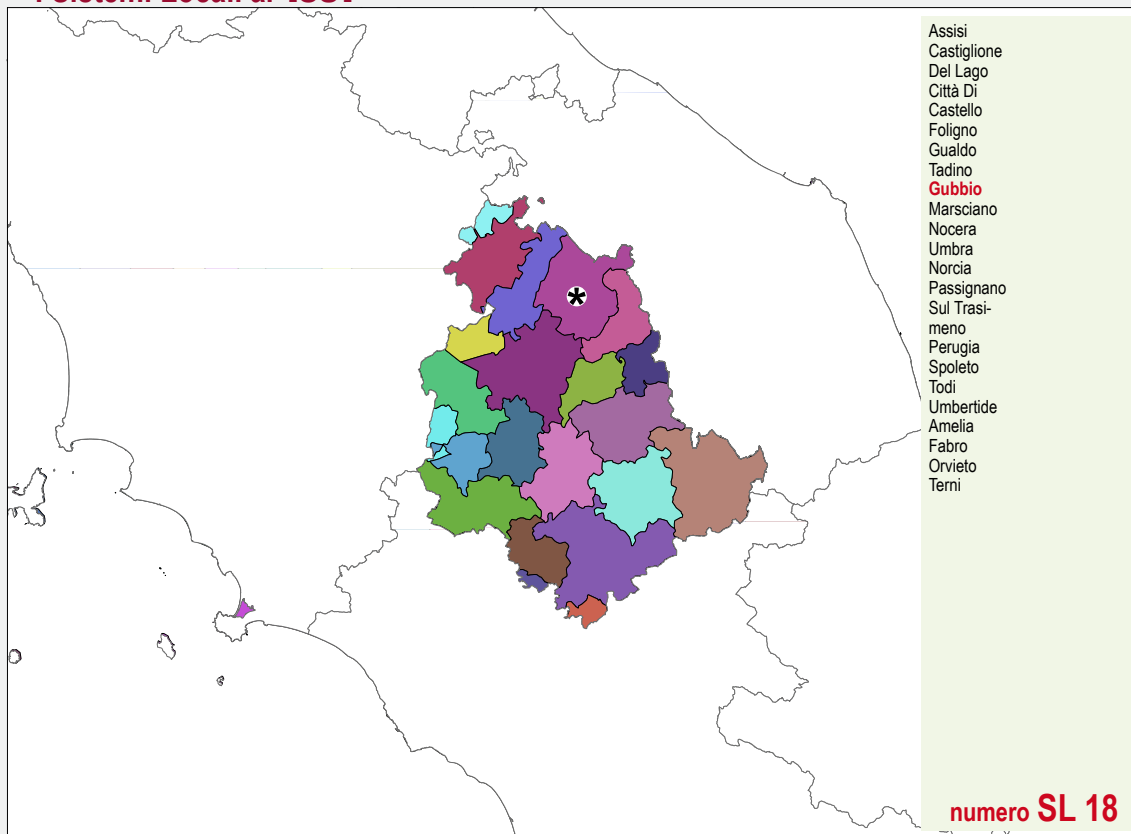 Assisi
Castiglione
Del Lago
Città Di
Castello
Foligno
Gualdo
Tadino
Gubbio
Marsciano
Nocera
Umbra
Norcia
Passignano
Sul Trasi-
meno
Perugia
Spoleto
Todi
Umbertide
Amelia
Fabro
Orvieto
Terni
*
numero SL 18